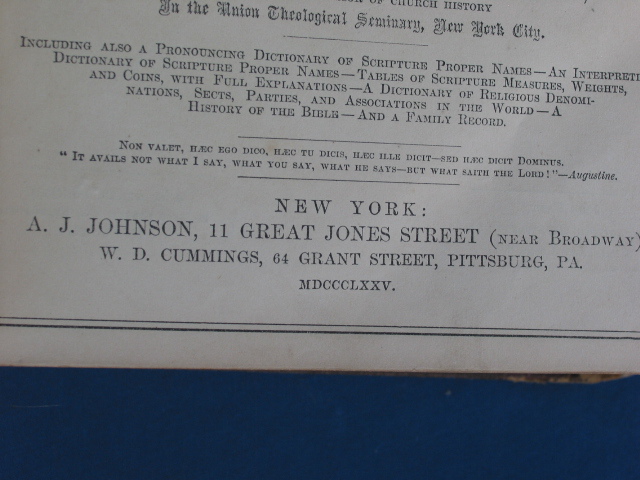 OF CHURCH HISTORY
In the Union Theological Seminary, New York City.
INCLUDING ALSO A PRONOUNCING DICTIONARY OF SCRIPTURE PROPER NAMES—AN INTERPRETI
DICTIONARY OF SCRIPTURE PROPER NAMES—TABLES OF SCRIPTURE MEASURES, WEIGHTS,
AND COINS, WITH FULL EXPLANATIONS—A DICTIONARY OF RELIGIOUS DENOMI-
NATIONS, SECTS, PARTIES, AND ASSOCIATIONS IN THE WORLD—A
HISTORY OF THE BIBLE—AND A FAMILY RECORD.
NON VALET, HÆC EGO DICO, HÆC TU DICIS, HÆC ILLE DICIT—SED HÆC DICIT DOMINUS.
"IT AVAILS NOT WHAT I SAY, WHAT YOU SAY, WHAT HE SAYS—BUT WHAT SAITH THE LORD!"—Augustine.
NEW YORK:
A. J. JOHNSON, 11 GREAT JONES STREET (NEAR BROADWAY)
W. D. CUMMINGS, 64 GRANT STREET, PITTSBURG, PA.
MDCCCLXXV.